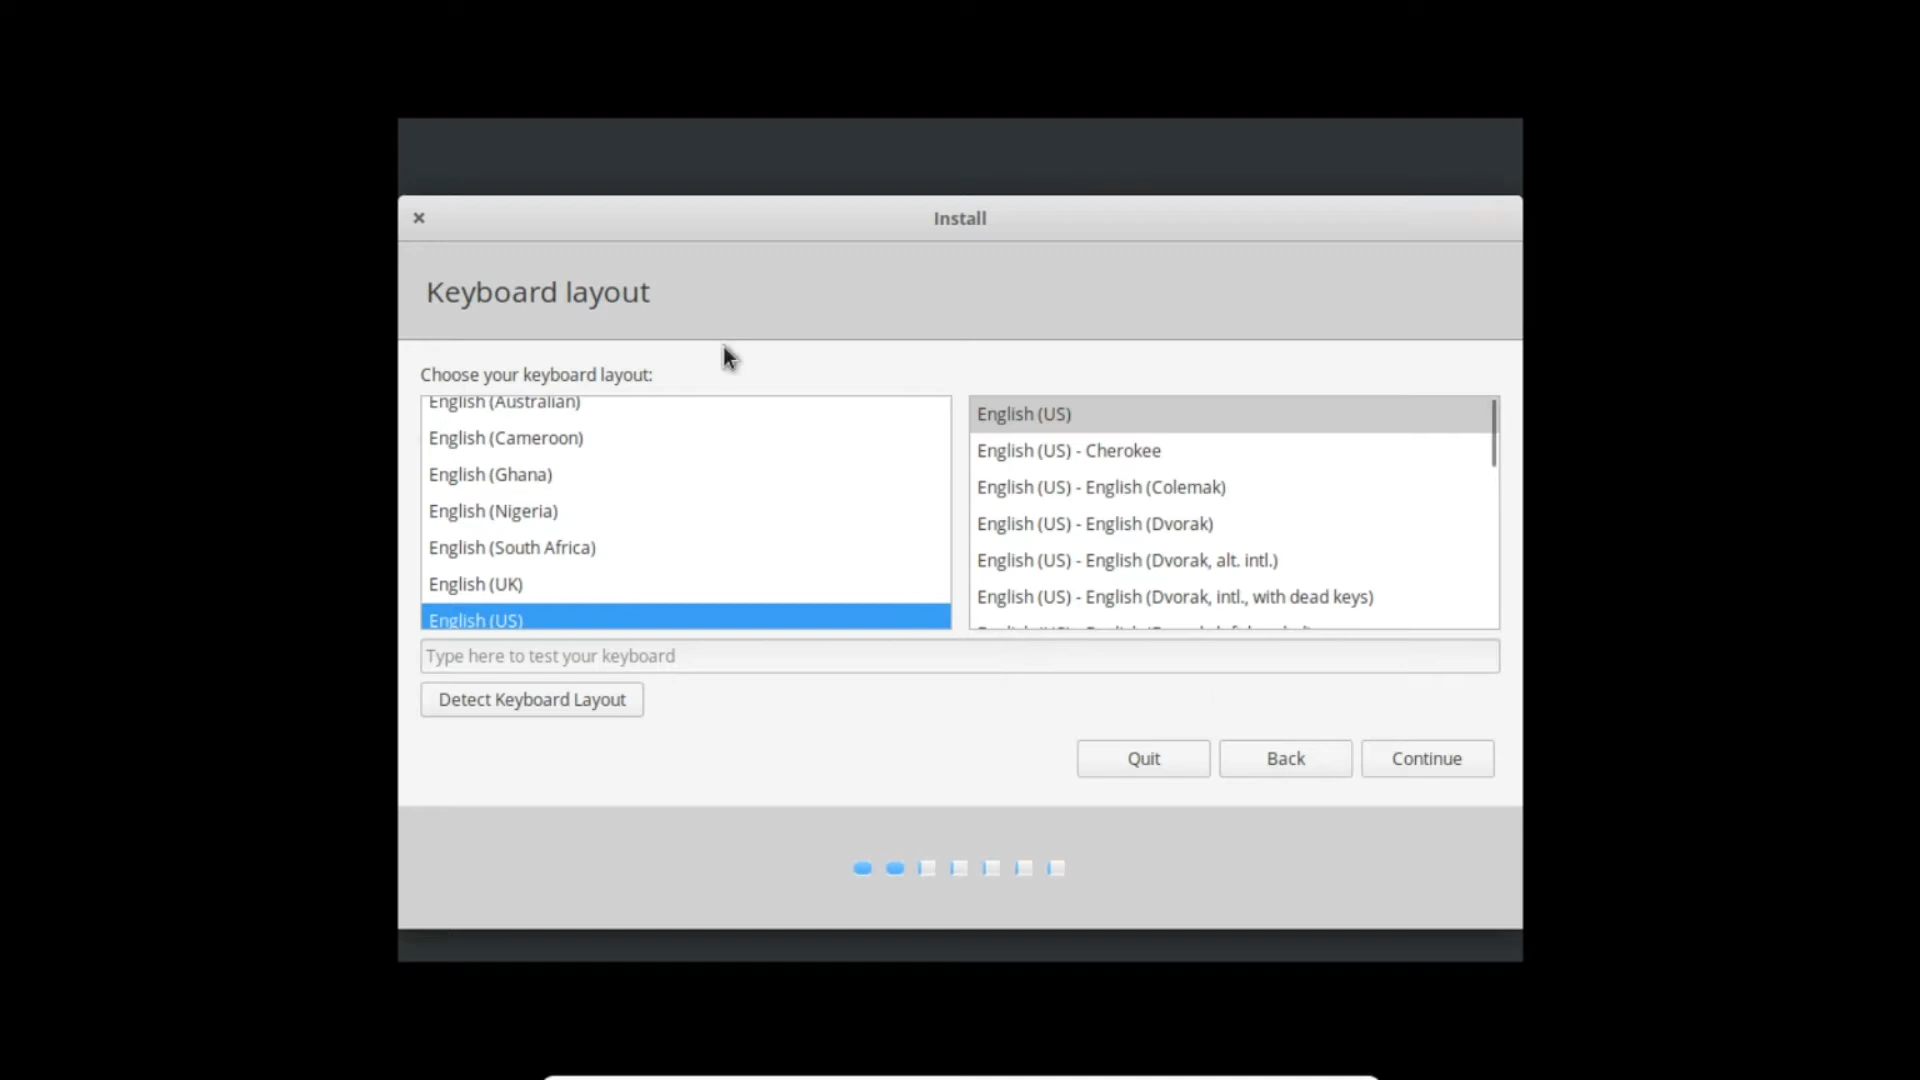 Install
Keyboard layout
Choose your keyboard layout:
English (Australian)
English (Cameroon)
English (Ghana)
English (Nigeria)
English (South Africa)
English (UK)
English (US)
English (US)
English (US) - Cherokee
English (US) - English (Colemak)
English (US) - English (Dvorak)
English (US) - English (Dvorak, alt. intl.)
English (US) - English (Dvorak, intl., with dead keys)
Type here to test your keyboard
Detect Keyboard Layout
Quit
Back
Continue